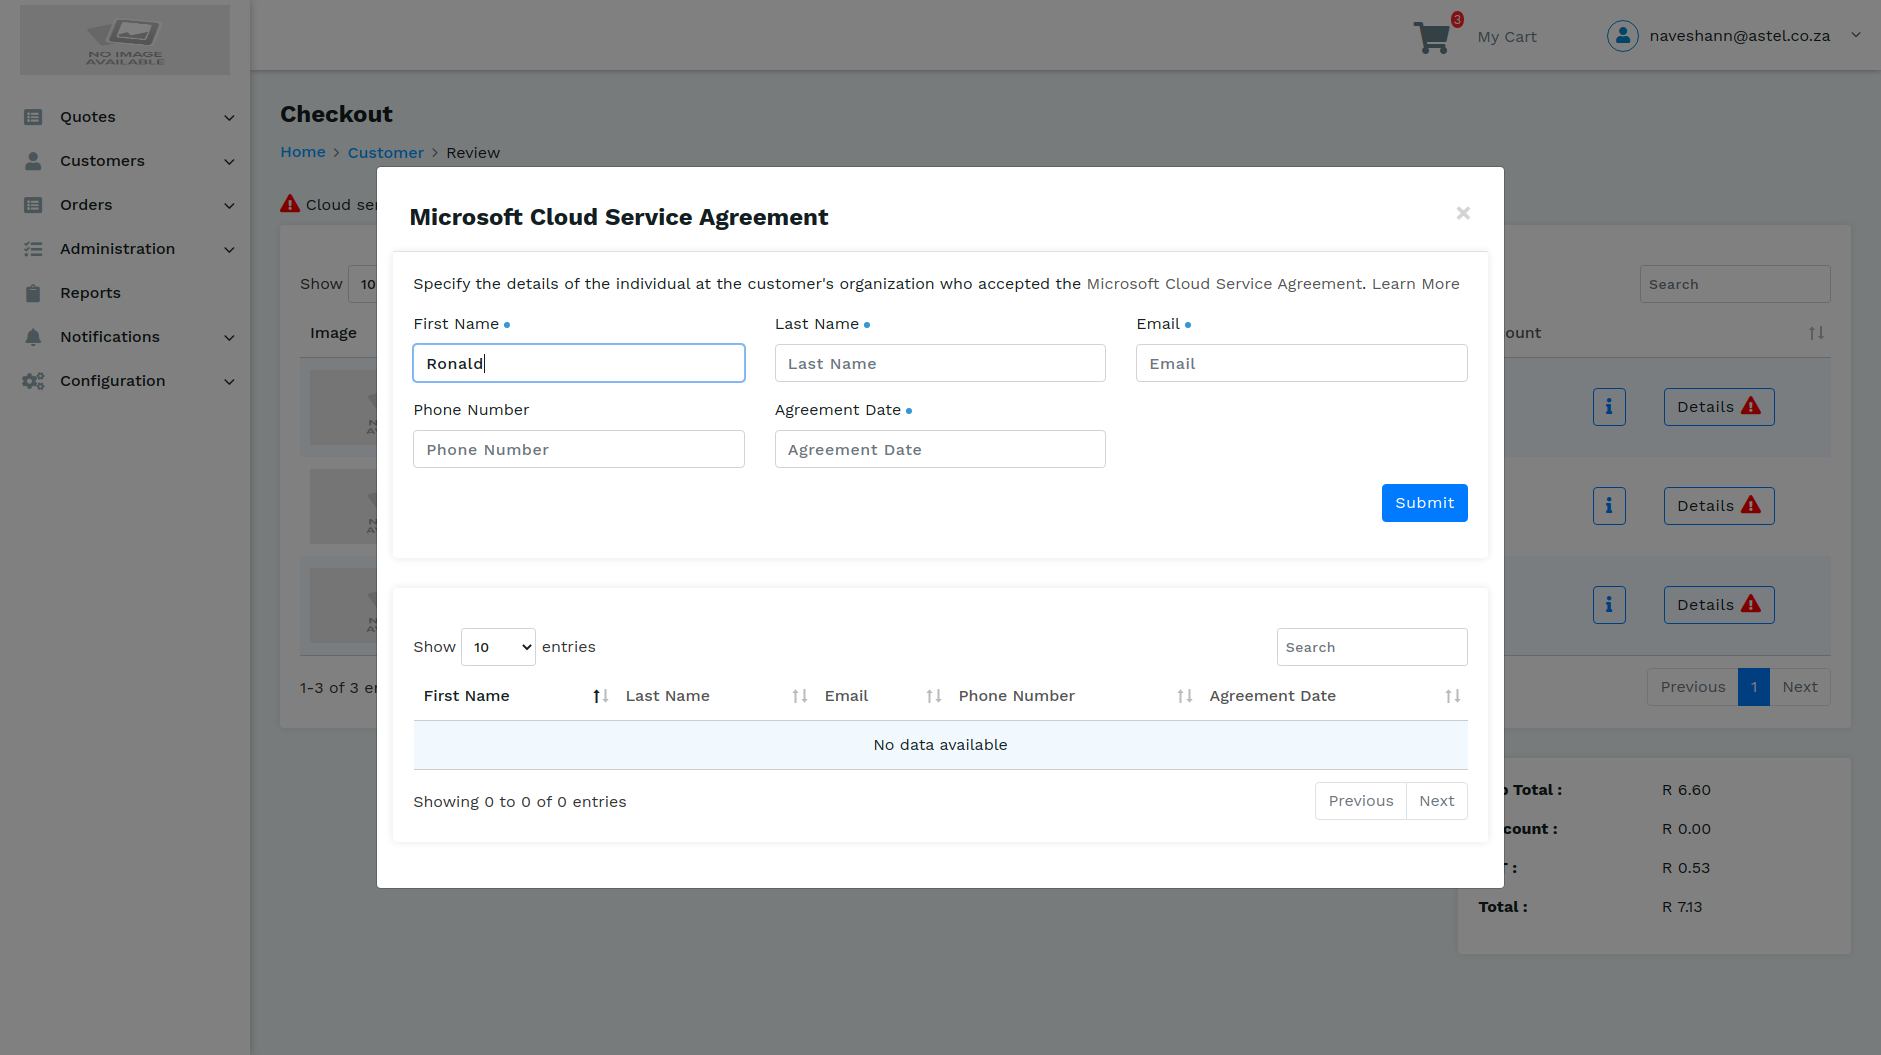 NO IMAGE
AVAILABLE
3
My Cart
naveshann@astel.co.za
Quotes
Customers
Orders
Administration
Reports
Notifications
Configuration
Checkout
Home > Customer > Review
Cloud ser
Show 10
Search
Image
ount
Details
Details
Details
1-3 of 3 en
Previous 1 Next
Total :
R 6.60
count :
R 0.00
:
R 0.53
Total :
R 7.13
Microsoft Cloud Service Agreement
×
Specify the details of the individual at the customer's organization who accepted the Microsoft Cloud Service Agreement. Learn More
First Name
Last Name
Email
Ronald
Last Name
Email
Phone Number
Agreement Date
Phone Number
Agreement Date
Submit
Show 10 entries
Search
First Name Last Name Email Phone Number Agreement Date
No data available
Showing 0 to 0 of 0 entries
Previous Next